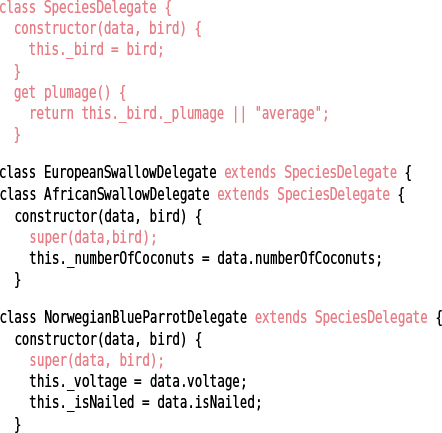 class SpeciesDelegate {
constructor(data, bird) {
this._bird = bird;
}
get plumage() {
return this._bird._plumage || "average";
}
class EuropeanSwallowDelegate extends SpeciesDelegate {
class AfricanSwallowDelegate extends SpeciesDelegate {
constructor(data, bird) {
super(data,bird);
this._numberOfCoconuts = data.numberOfCoconuts;
}
class NorwegianBlueParrotDelegate extends SpeciesDelegate {
constructor(data, bird) {
super(data, bird);
this._voltage = data.voltage;
this._isNailed = data.isNailed;
}